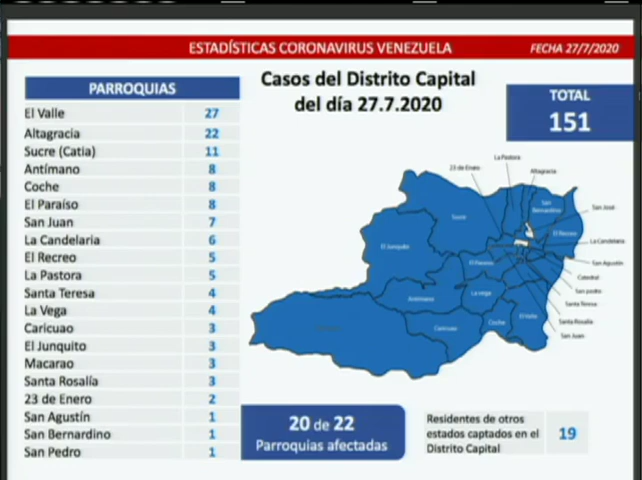 ESTADÍSTICAS CORONAVIRUS VENEZUELA
FECHA 27/7/2020
Casos del Distrito Capital
del día 27.7.2020
TOTAL
151
PARROQUIAS
El Valle 27
Altagracia 22
Sucre (Catia) 11
Antímano 8
Coche 8
El Paraíso 8
San Juan 7
La Candelaria 6
El Recreo 5
La Pastora 5
Santa Teresa 4
La Vega 4
Caricuao 3
El Junquito 3
Macarao 3
Santa Rosalía 3
23 de Enero 2
San Agustín 1
San Bernardino 1
San Pedro 1
La Pastora
23 de Enero
Altagracia
San
Bernardino
San José
Sucre
El Recreo
El Junquito
La Candelaria
El Paraíso
San Agustín
Catedral
San pedro
Antímano
La vega
Santa Teresa
El Valle
Santa Rosalía
Caricuao
Coche
San Juan
20 de 22
Parroquias afectadas
Residentes de otros
estados captados en el
Distrito Capital
19